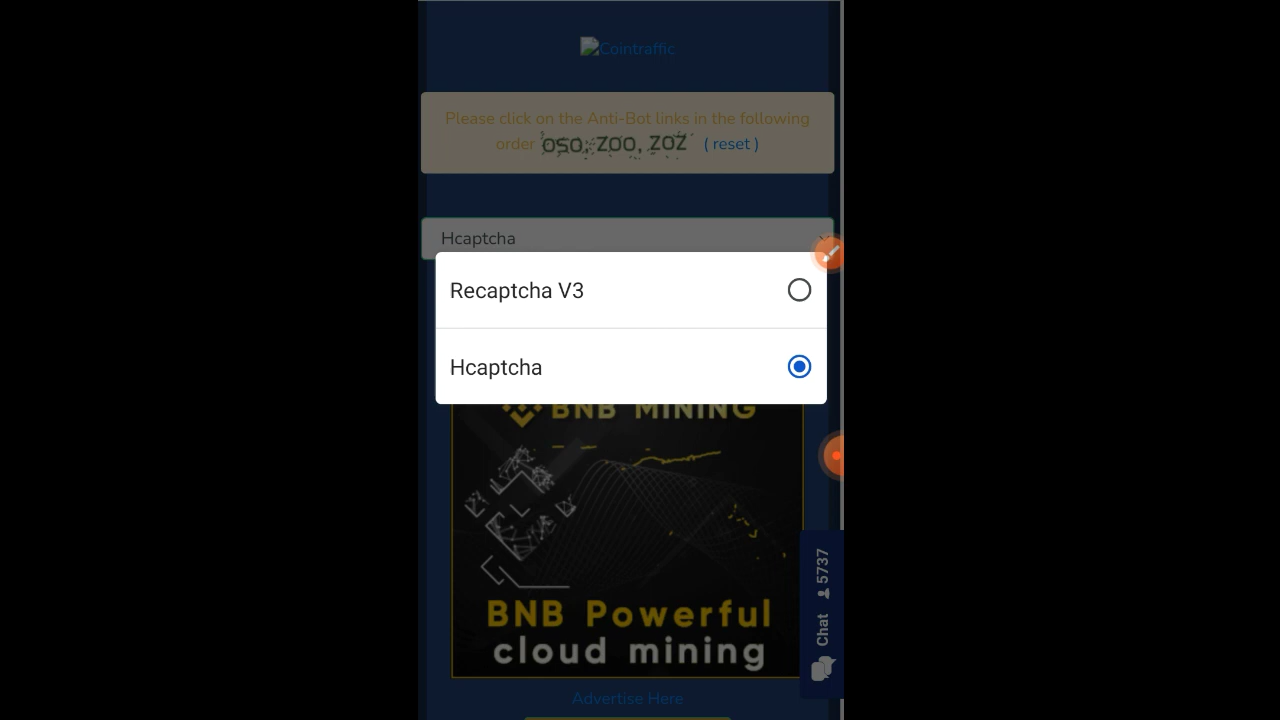 Cointraffic
Please click on the Anti-Bot links in the following
order oso, zoo, zoz ( reset )
Hcaptcha
Recaptcha V3
Hcaptcha
BNB MINING
BNB Powerful
cloud mining
Advertise Here
Chat 5737